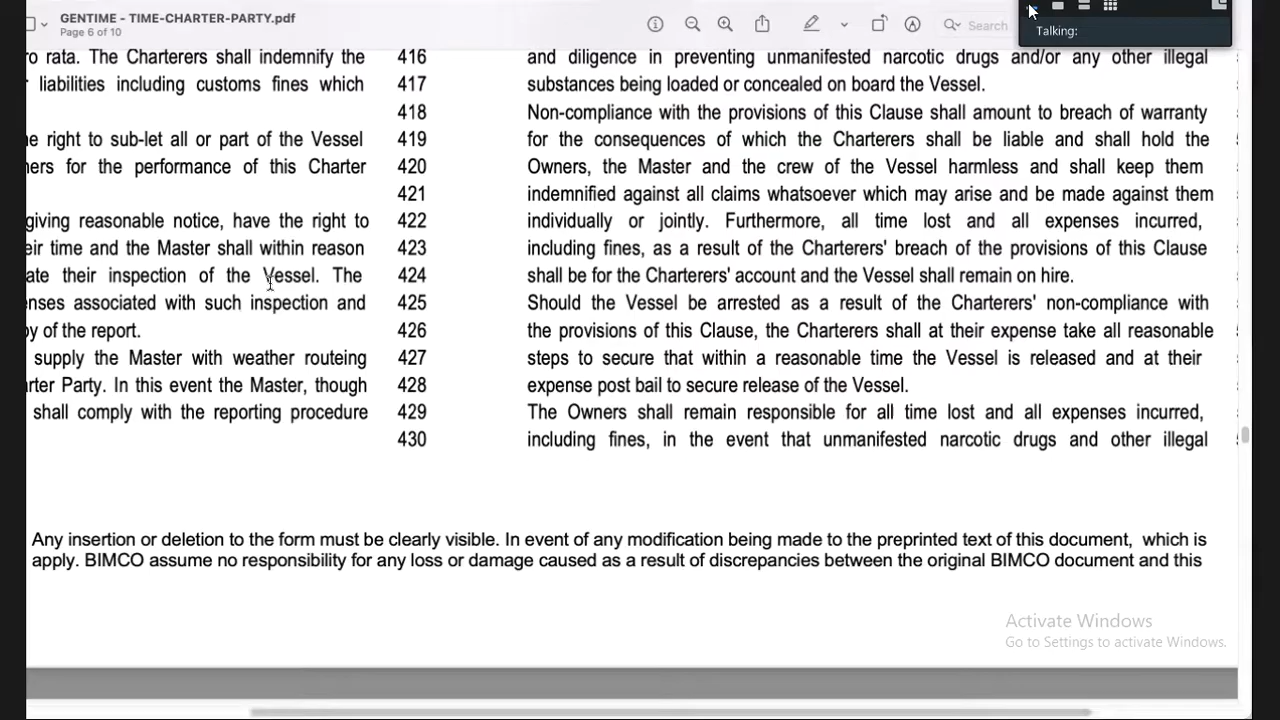 GENTIME - TIME-CHARTER-PARTY.pdf
Page 6 of 10
Search
Talking:
ro rata. The Charterers shall indemnify the
liabilities including customs fines which
right to sub-let all or part of the Vessel
for the performance of this Charter
giving reasonable notice, have the right to
time and the Master shall within reason
their inspection of the Vessel. The
associated with such inspection and
of the report.
supply the Master with weather routeing
Party. In this event the Master, though
shall comply with the reporting procedure
416
417
418
419
420
421
422
423
424
425
426
427
428
429
430
and diligence in preventing unmanifested narcotic drugs and/or any other illegal
substances being loaded or concealed on board the Vessel.
Non-compliance with the provisions of this Clause shall amount to breach of warranty
for the consequences of which the Charterers shall be liable and shall hold the
Owners, the Master and the crew of the Vessel harmless and shall keep them
indemnified against all claims whatsoever which may arise and be made against them
individually or jointly. Furthermore, all time lost and all expenses incurred,
including fines, as a result of the Charterers' breach of the provisions of this Clause
shall be for the Charterers' account and the Vessel shall remain on hire.
Should the Vessel be arrested as a result of the Charterers' non-compliance with
the provisions of this Clause, the Charterers shall at their expense take all reasonable
steps to secure that within a reasonable time the Vessel is released and at their
expense post bail to secure release of the Vessel.
The Owners shall remain responsible for all time lost and all expenses incurred,
including fines, in the event that unmanifested narcotic drugs and other illegal
Any insertion or deletion to the form must be clearly visible. In event of any modification being made to the preprinted text of this document, which is
apply. BIMCO assume no responsibility for any loss or damage caused as a result of discrepancies between the original BIMCO document and this
Activate Windows
Go to Settings to activate Windows.